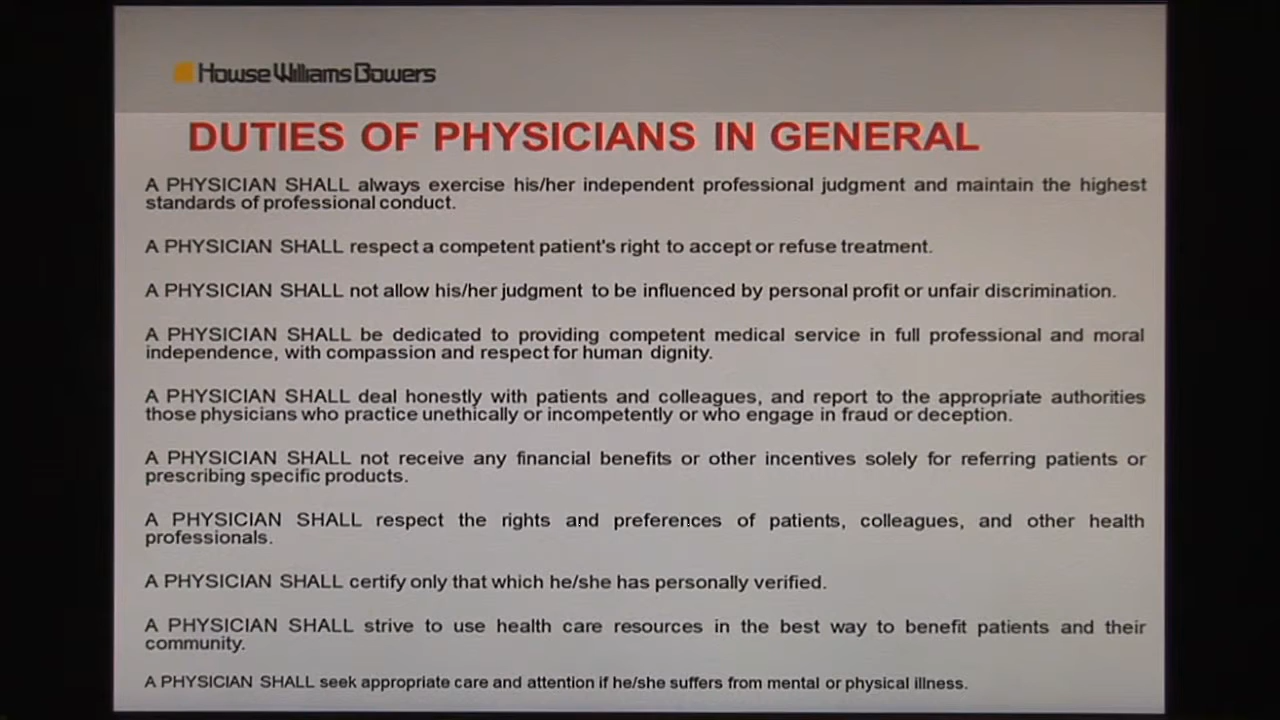 Howse Williams Bowers
DUTIES OF PHYSICIANS IN GENERAL
A PHYSICIAN SHALL always exercise his/her independent professional judgment and maintain the highest
standards of professional conduct.
A PHYSICIAN SHALL respect a competent patient's right to accept or refuse treatment.
A PHYSICIAN SHALL not allow his/her judgment to be influenced by personal profit or unfair discrimination.
A PHYSICIAN SHALL be dedicated to providing competent medical service in full professional and moral
independence, with compassion and respect for human dignity.
A PHYSICIAN SHALL deal honestly with patients and colleagues, and report to the appropriate authorities
those physicians who practice unethically or incompetently or who engage in fraud or deception.
A PHYSICIAN SHALL not receive any financial benefits or other incentives solely for referring patients or
prescribing specific products.
A PHYSICIAN SHALL respect the rights and preferences of patients, colleagues, and other health
professionals.
A PHYSICIAN SHALL certify only that which he/she has personally verified.
A PHYSICIAN SHALL strive to use health care resources in the best way to benefit patients and their
community.
A PHYSICIAN SHALL seek appropriate care and attention if he/she suffers from mental or physical illness.